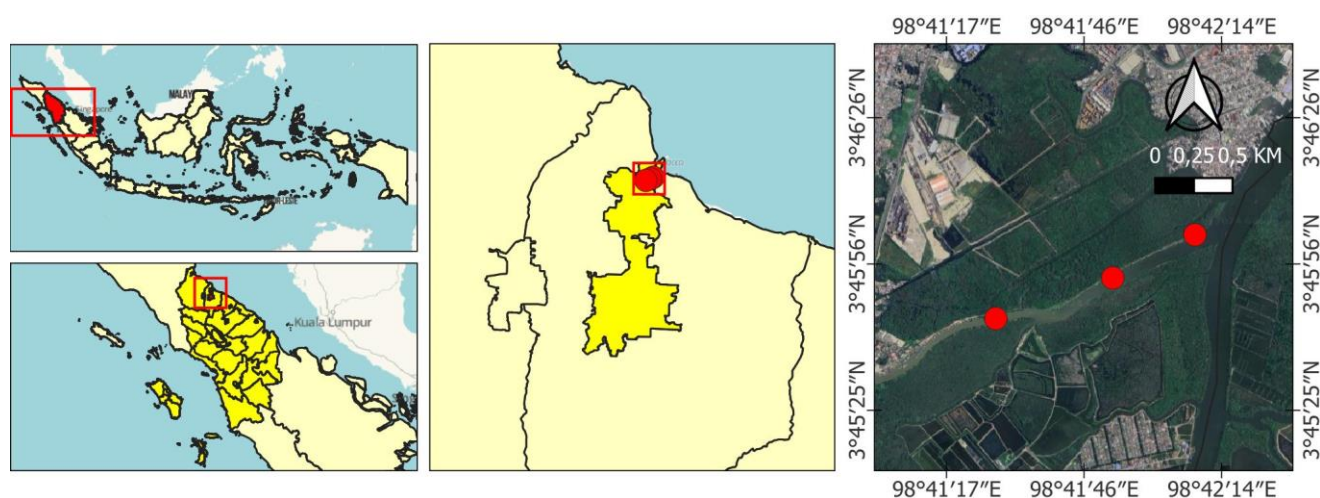 MALAY
Singapore
Kuala Lumpur
98°41′17″E 98°41′46″E 98°42′14″E
3°46′26″N
3°45′56″N
3°45′25″N
0 0,25 0,5 KM
3°46′26″N
3°45′56″N
3°45′25″N
98°41′17″E 98°41′46″E 98°42′14″E